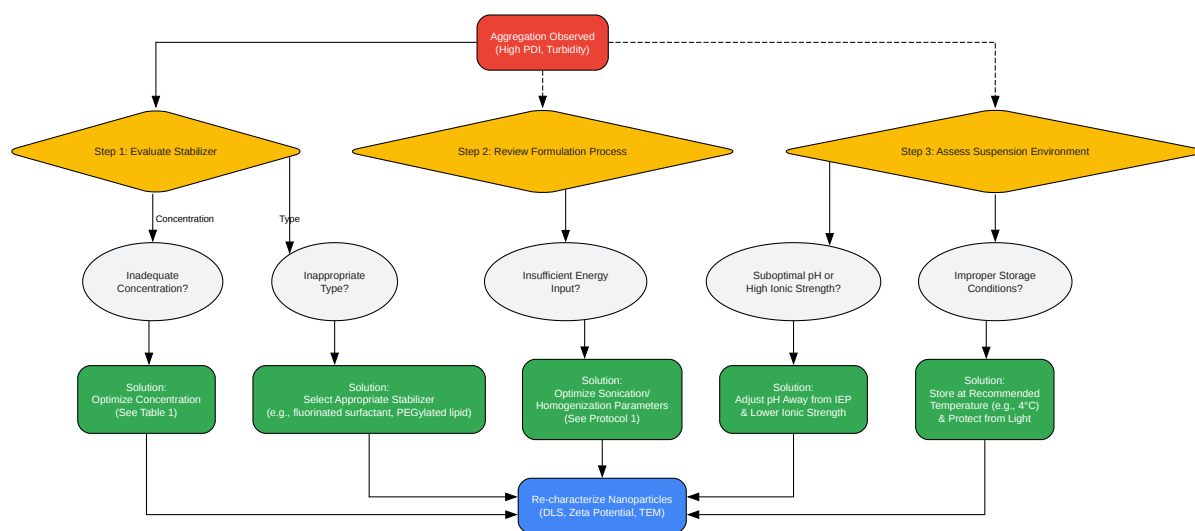 Aggregation Observed
(High PDI, Turbidity)
Step 1: Evaluate Stabilizer
Step 2: Review Formulation Process
Step 3: Assess Suspension Environment
Concentration
Type
Inadequate
Concentration?
Inappropriate
Type?
Insufficient Energy
Input?
Suboptimal pH or
High Ionic Strength?
Improper Storage
Conditions?
Solution:
Optimize Concentration
(See Table 1)
Solution:
Select Appropriate Stabilizer
(e.g., fluorinated surfactant, PEGylated lipid)
Solution:
Optimize Sonication/
Homogenization Parameters
(See Protocol 1)
Solution:
Adjust pH Away from IEP
& Lower Ionic Strength
Solution:
Store at Recommended
Temperature (e.g., 4°C)
& Protect from Light
Re-characterize Nanoparticles
(DLS, Zeta Potential, TEM)